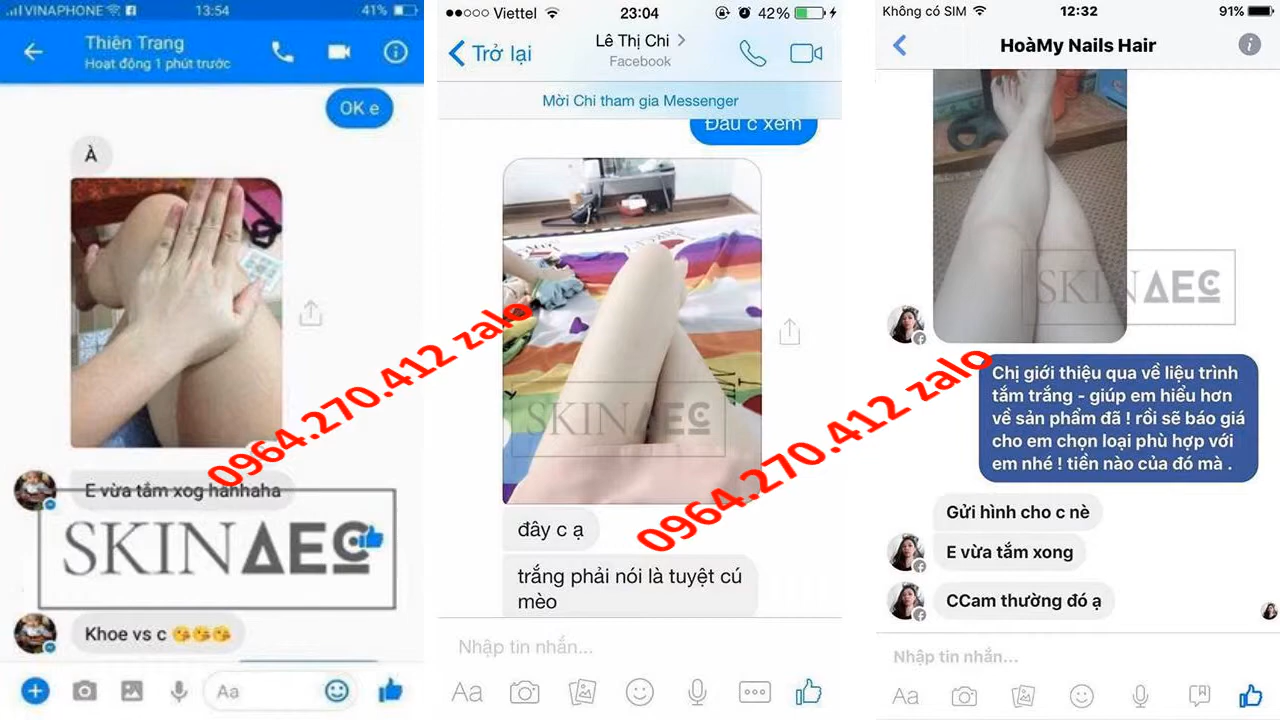 VINAPHONE
13:54
41%
Thiên Trang
Hoạt động 1 phút trước
OK e
À
E vừa tắm xog hahhaha
SKINAEC
Khoe vs c 😘😘😘
Aa
Viettel
23:04
42%
Trở lại
Lê Thị Chi
Facebook
Mời Chi tham gia Messenger
Đâu c xem
SKINAEC
đây c ạ
trắng phải nói là tuyệt cú
mèo
Nhập tin nhắn...
Aa
Không có SIM
12:32
91%
HoàMy Nails Hair
SKINAEC
Chị giới thiệu qua về liệu trình
tắm trắng - giúp em hiểu hơn
về sản phẩm đã ! rồi sẽ báo giá
cho em chọn loại phù hợp với
em nhé ! tiền nào của đó mà .
Gửi hình cho c nè
E vừa tắm xong
CCam thường đó ạ
Nhập tin nhắn...
Aa
0964.270.412 zalo
0964.270.412 zalo